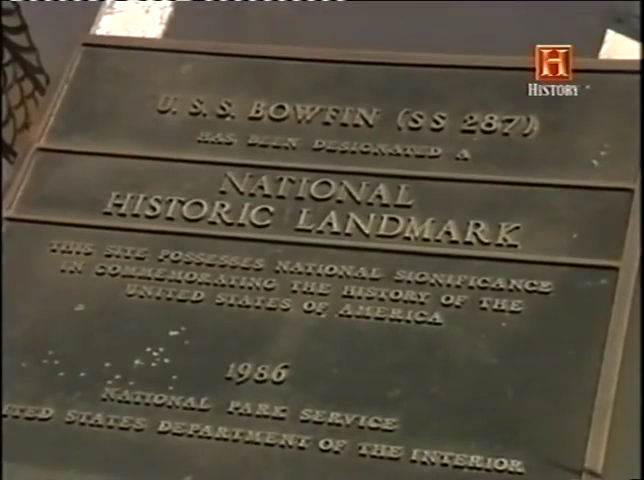 H
HISTORY
U.S.S. BOWFIN (SS 287)
HAS BEEN DESIGNATED A
NATIONAL
HISTORIC LANDMARK
THIS SITE POSSESSES NATIONAL SIGNIFICANCE
IN COMMEMORATING THE HISTORY OF THE
UNITED STATES OF AMERICA
1986
NATIONAL PARK SERVICE
ITED STATES DEPARTMENT OF THE INTERIOR